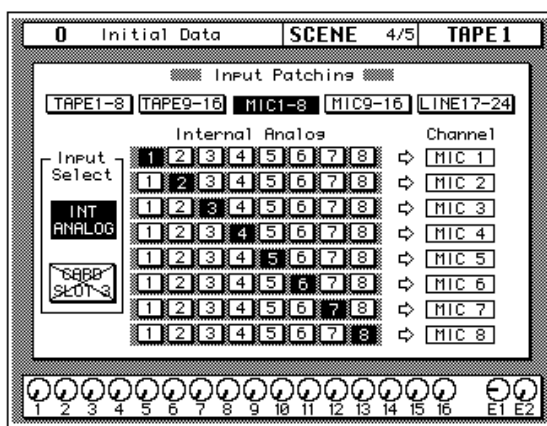 0 Initial Data SCENE 4/5 TAPE 1
Input Patching
TAPE1-8 TAPE9-16 MIC1-8 MIC9-16 LINE17-24
Internal Analog Channel
Input Select
INT ANALOG
CARD SLOT 3
1 2 3 4 5 6 7 8 ⇨ MIC 1
1 2 3 4 5 6 7 8 ⇨ MIC 2
1 2 3 4 5 6 7 8 ⇨ MIC 3
1 2 3 4 5 6 7 8 ⇨ MIC 4
1 2 3 4 5 6 7 8 ⇨ MIC 5
1 2 3 4 5 6 7 8 ⇨ MIC 6
1 2 3 4 5 6 7 8 ⇨ MIC 7
1 2 3 4 5 6 7 8 ⇨ MIC 8
1 2 3 4 5 6 7 8 9 10 11 12 13 14 15 16 E1 E2